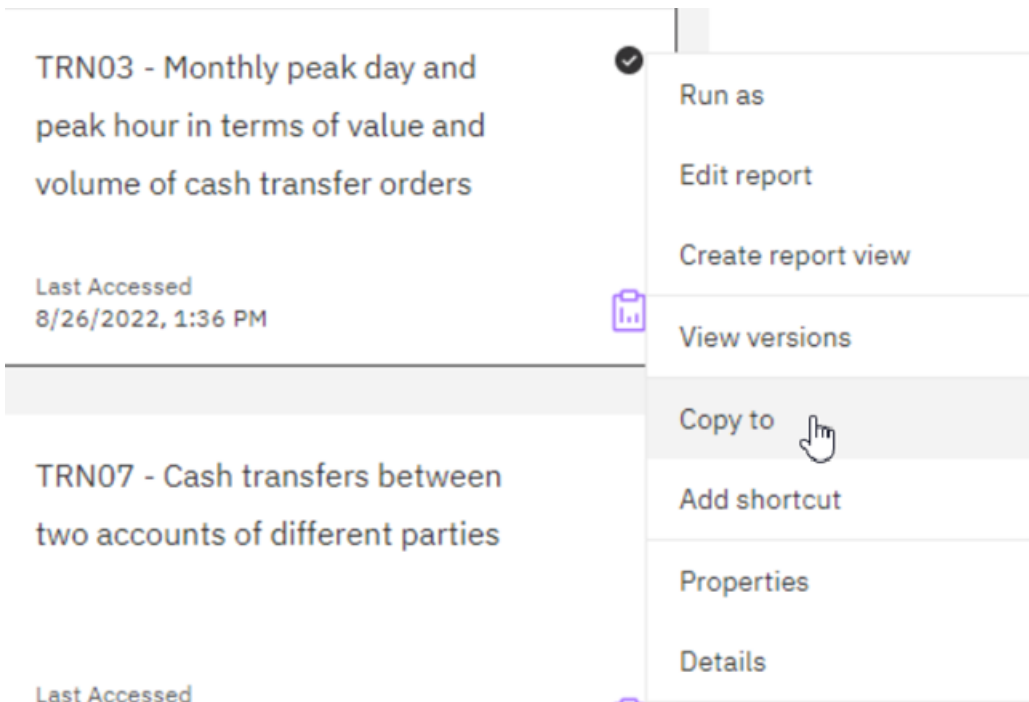 TRN03 - Monthly peak day and
peak hour in terms of value and
volume of cash transfer orders
Last Accessed
8/26/2022, 1:36 PM
TRN07 - Cash transfers between
two accounts of different parties
Last Accessed
Run as
Edit report
Create report view
View versions
Copy to
Add shortcut
Properties
Details